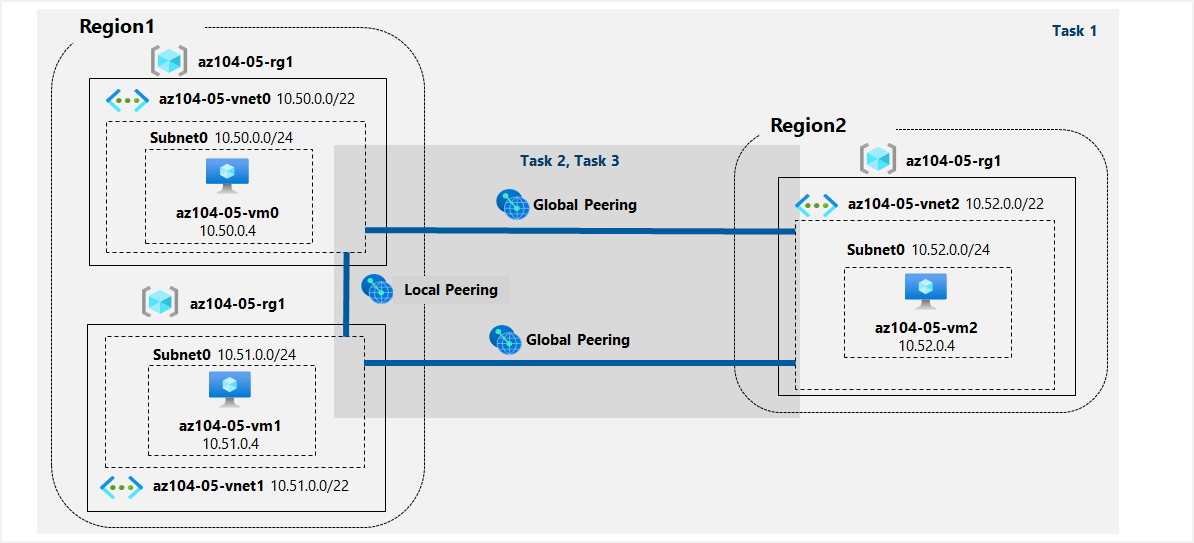 Region1
Task 1
az104-05-rg1
az104-05-vnet0 10.50.0.0/22
Subnet0 10.50.0.0/24
az104-05-vm0
10.50.0.4
Task 2, Task 3
Global Peering
Local Peering
Global Peering
az104-05-rg1
Subnet0 10.51.0.0/24
az104-05-vm1
10.51.0.4
az104-05-vnet1 10.51.0.0/22
Region2
az104-05-rg1
az104-05-vnet2 10.52.0.0/22
Subnet0 10.52.0.0/24
az104-05-vm2
10.52.0.4